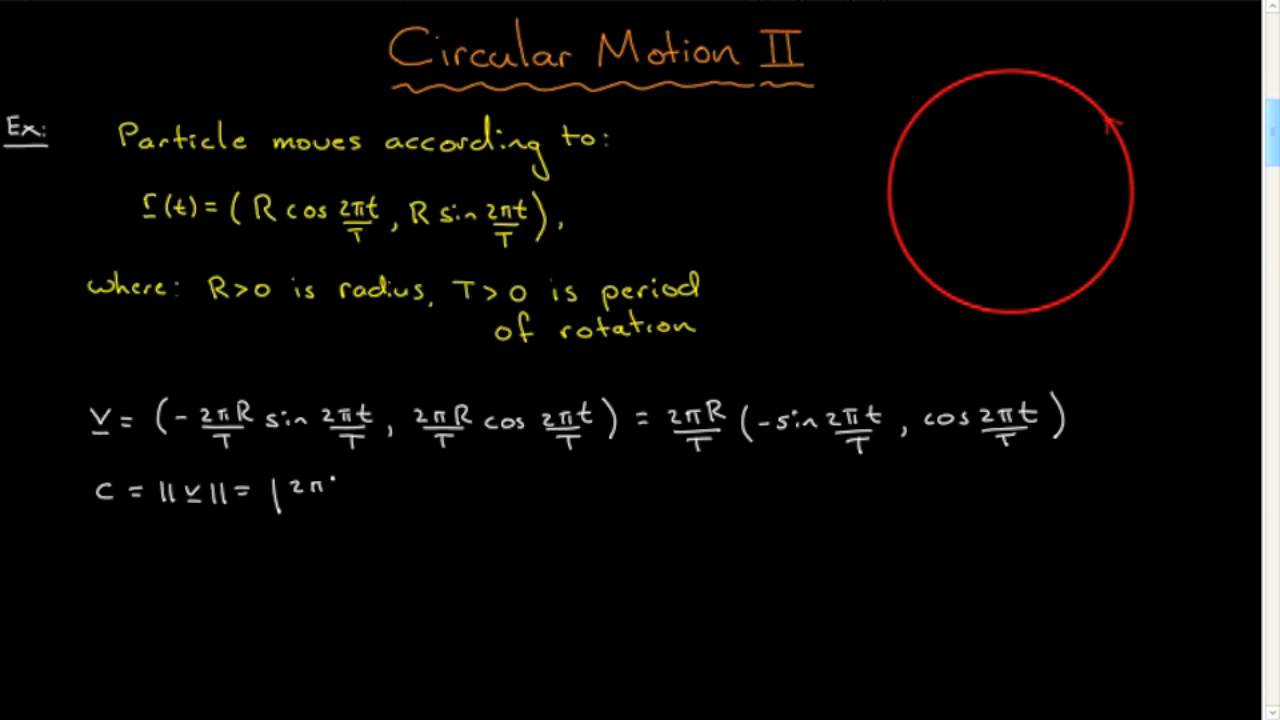 Circular Motion II
Ex: Particle moves according to:
r(t) = (R cos 2πt/T, R sin 2πt/T),
where: R>0 is radius, T>0 is period
of rotation
v = (-2πR/T sin 2πt/T, 2πR/T cos 2πt/T) = 2πR/T (-sin 2πt/T, cos 2πt/T)
c = ||v|| = |2π